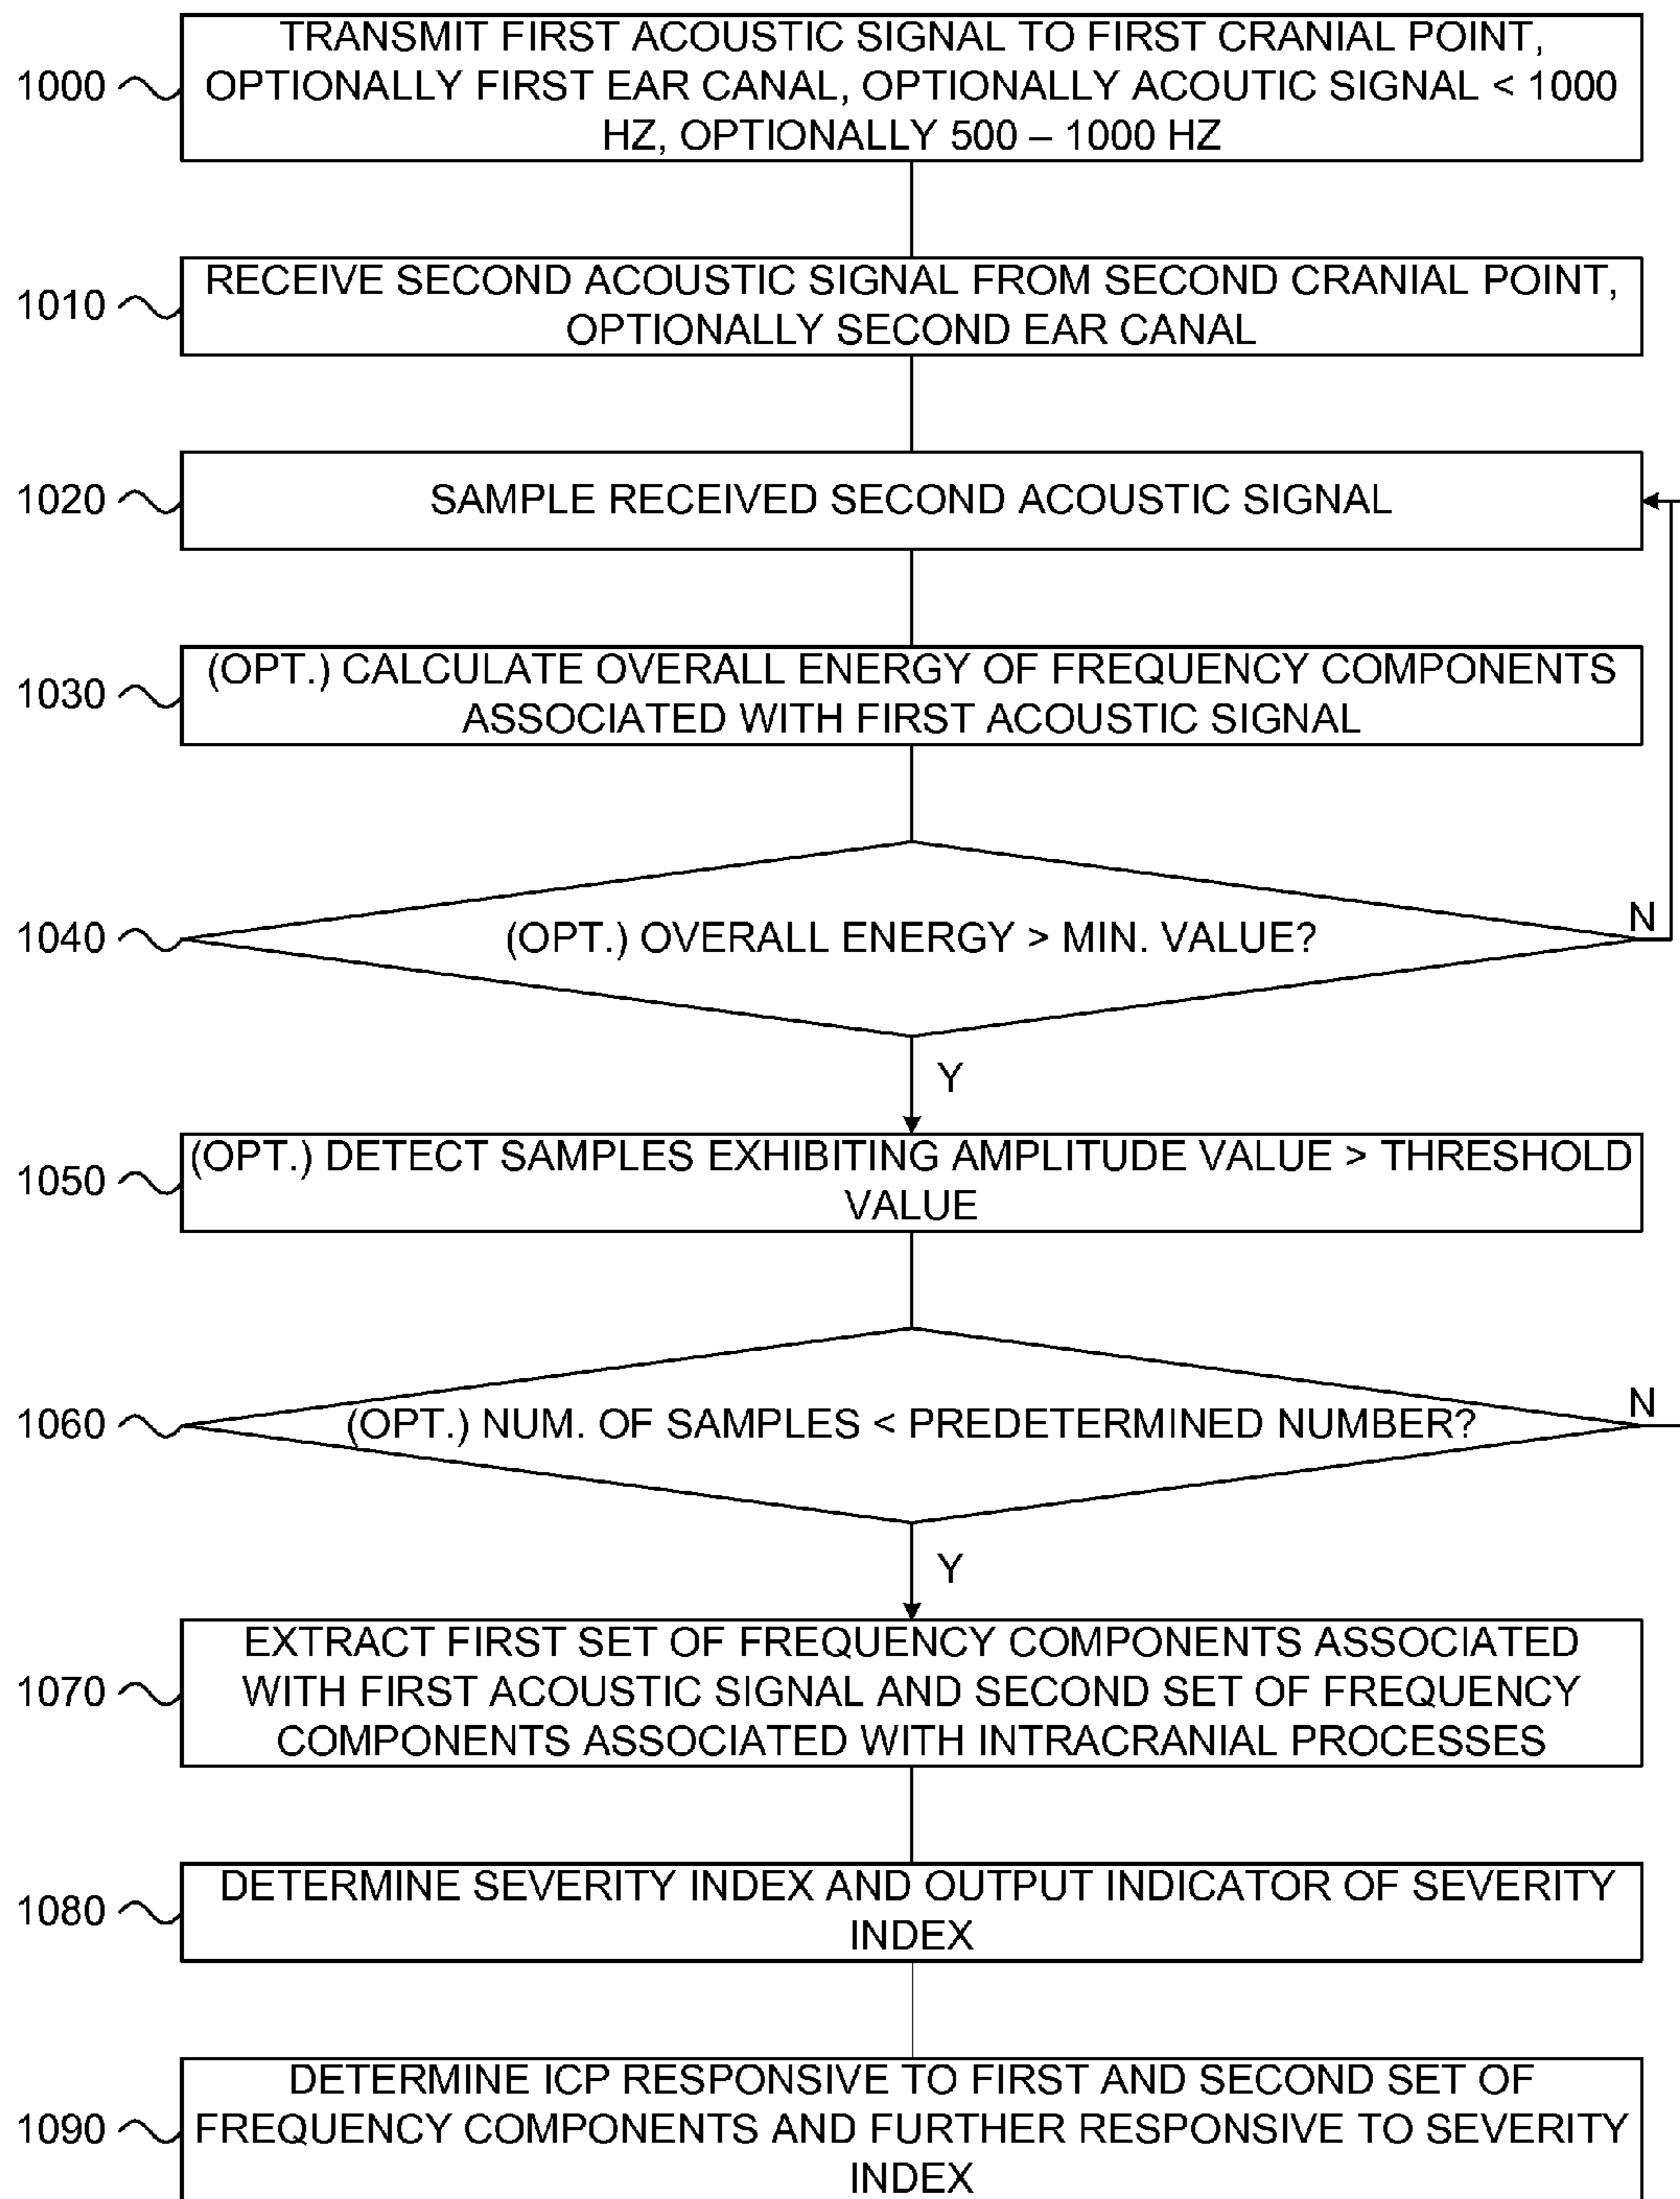 1000
TRANSMIT FIRST ACOUSTIC SIGNAL TO FIRST CRANIAL POINT,
OPTIONALLY FIRST EAR CANAL, OPTIONALLY ACOUTIC SIGNAL < 1000
HZ, OPTIONALLY 500 – 1000 HZ
1010
RECEIVE SECOND ACOUSTIC SIGNAL FROM SECOND CRANIAL POINT,
OPTIONALLY SECOND EAR CANAL
1020
SAMPLE RECEIVED SECOND ACOUSTIC SIGNAL
1030
(OPT.) CALCULATE OVERALL ENERGY OF FREQUENCY COMPONENTS
ASSOCIATED WITH FIRST ACOUSTIC SIGNAL
1040
(OPT.) OVERALL ENERGY > MIN. VALUE?
N
Y
1050
(OPT.) DETECT SAMPLES EXHIBITING AMPLITUDE VALUE > THRESHOLD
VALUE
1060
(OPT.) NUM. OF SAMPLES < PREDETERMINED NUMBER?
N
Y
1070
EXTRACT FIRST SET OF FREQUENCY COMPONENTS ASSOCIATED
WITH FIRST ACOUSTIC SIGNAL AND SECOND SET OF FREQUENCY
COMPONENTS ASSOCIATED WITH INTRACRANIAL PROCESSES
1080
DETERMINE SEVERITY INDEX AND OUTPUT INDICATOR OF SEVERITY
INDEX
1090
DETERMINE ICP RESPONSIVE TO FIRST AND SECOND SET OF
FREQUENCY COMPONENTS AND FURTHER RESPONSIVE TO SEVERITY
INDEX